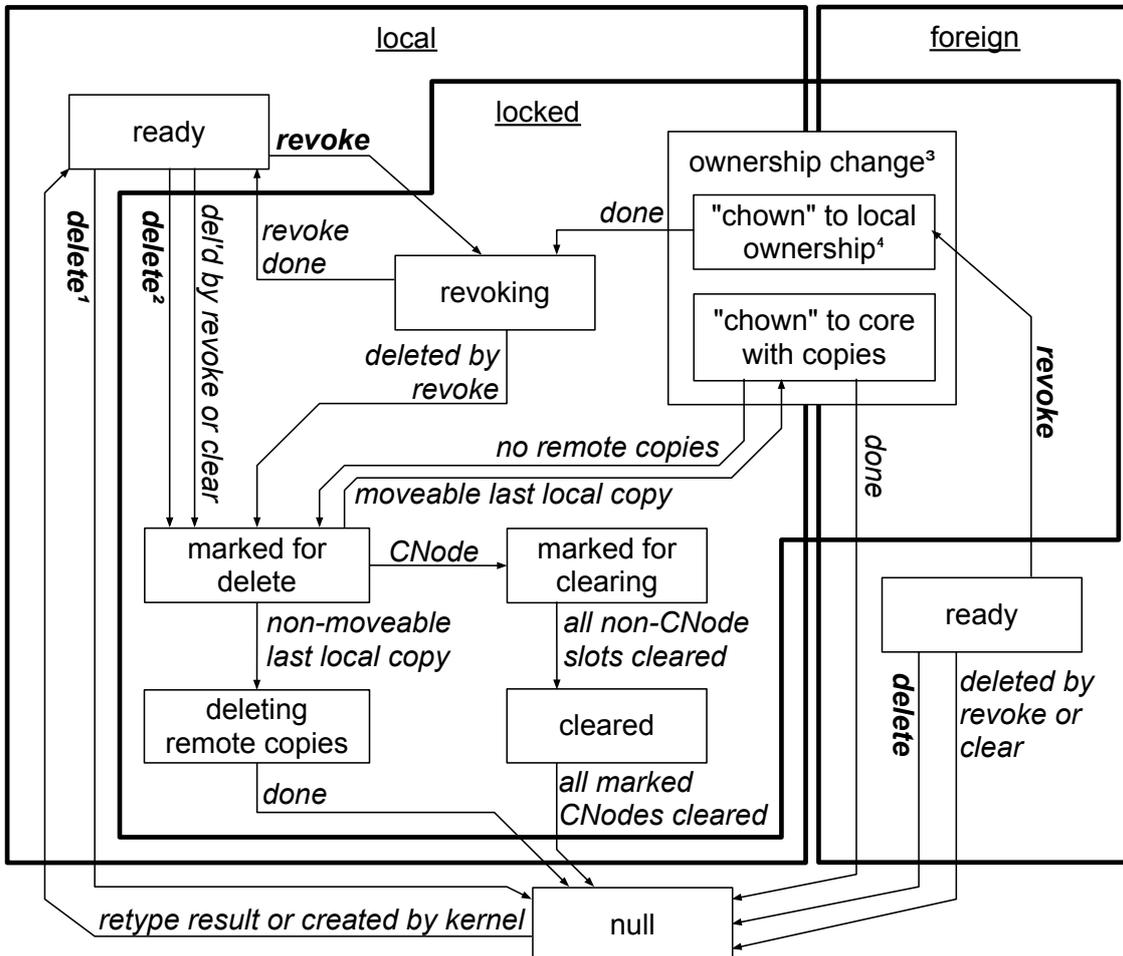 local
foreign
locked
ready
revoke
ownership change³
"chown" to local
ownership⁴
done
revoke
done
revoking
"chown" to core
with copies
delete¹
delete²
del'd by revoke or clear
deleted by
revoke
revoke
no remote copies
moveable last local copy
done
marked for
delete
CNode
marked for
clearing
ready
non-moveable
last local copy
all non-CNode
slots cleared
delete
deleted by
revoke or
clear
deleting
remote copies
cleared
done
all marked
CNodes cleared
retype result or created by kernel
null